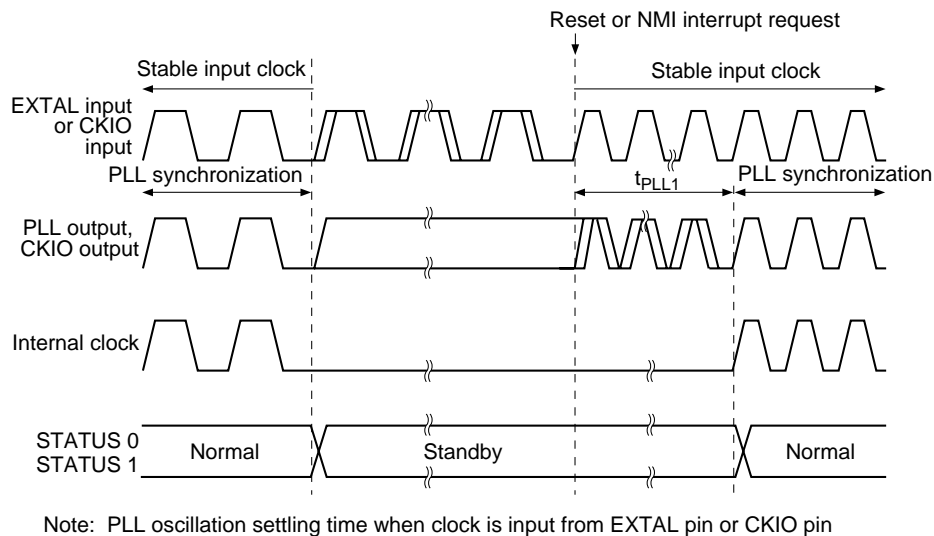 Reset or NMI interrupt request
Stable input clock
Stable input clock
EXTAL input
or CKIO
input
PLL synchronization
tPLL1
PLL synchronization
PLL output,
CKIO output
Internal clock
STATUS 0
STATUS 1
Normal
Standby
Normal
Note: PLL oscillation settling time when clock is input from EXTAL pin or CKIO pin